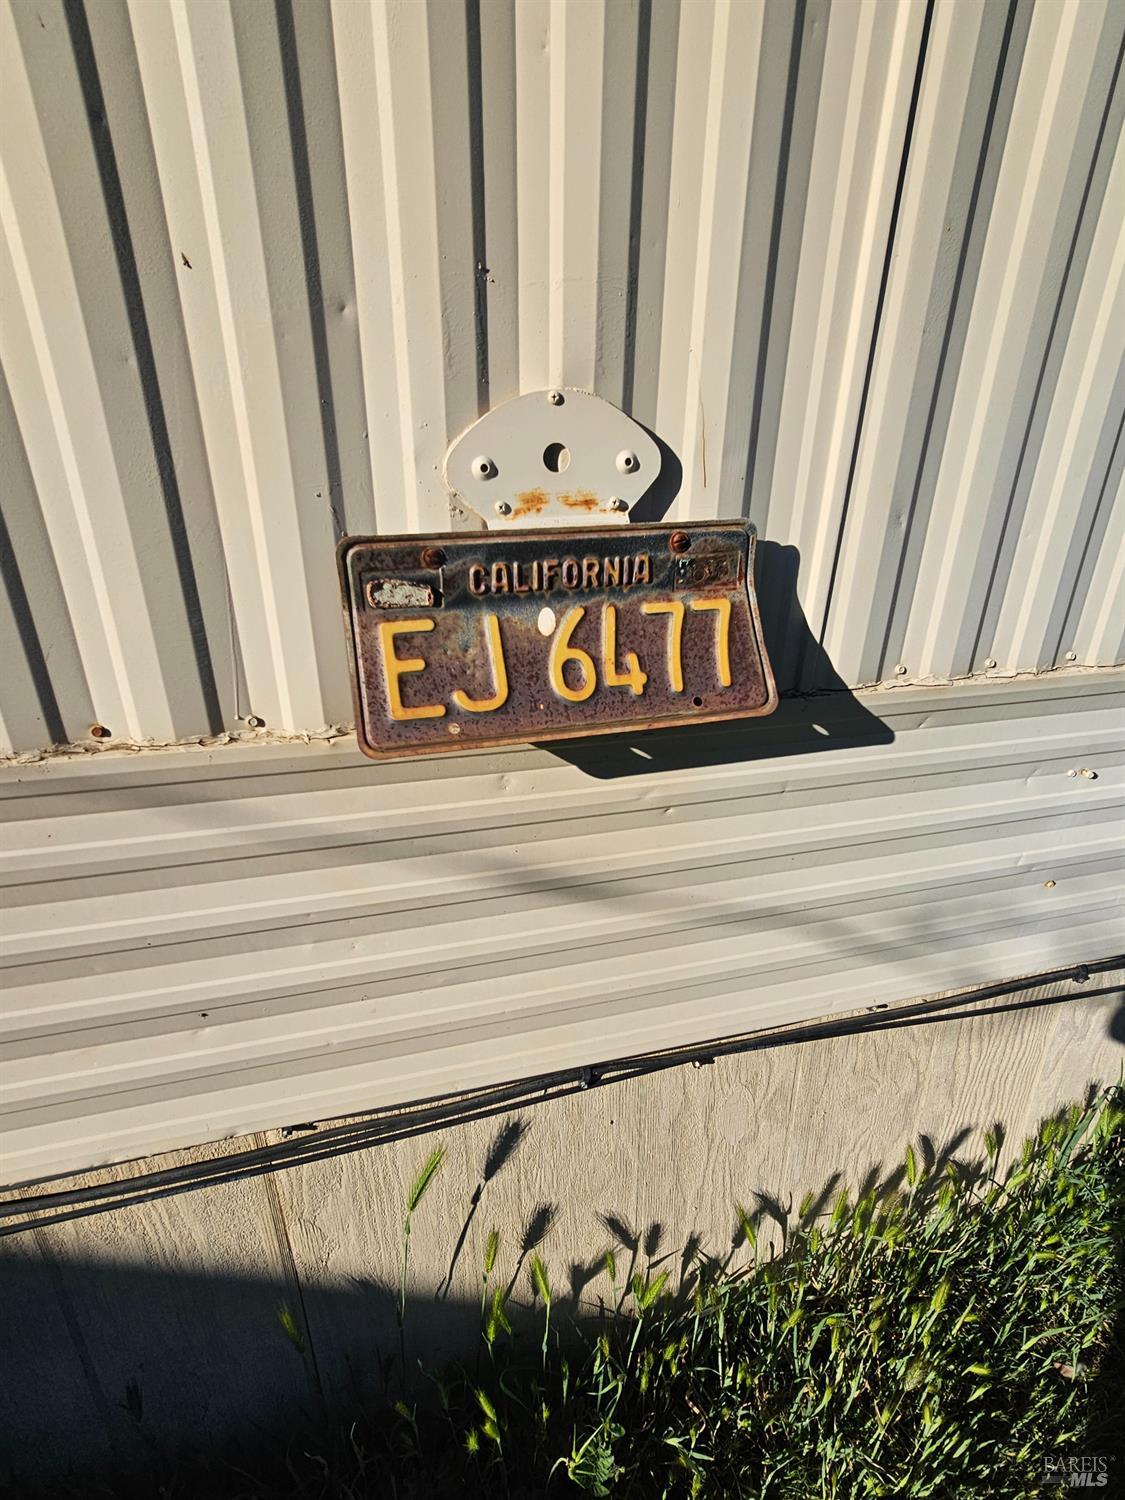 CALIFORNIA
EJ 6477
BAREIS
MLS